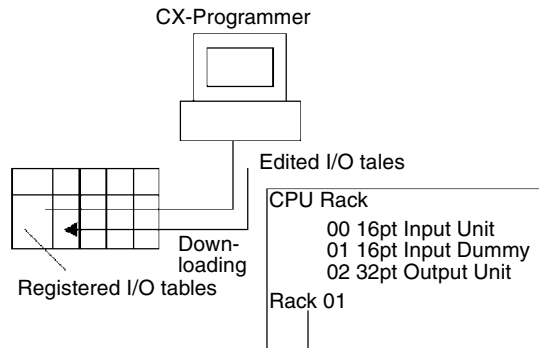 CX-Programmer
Edited I/O tales
Down-
loading
Registered I/O tables
CPU Rack
00 16pt Input Unit
01 16pt Input Dummy
02 32pt Output Unit
Rack 01